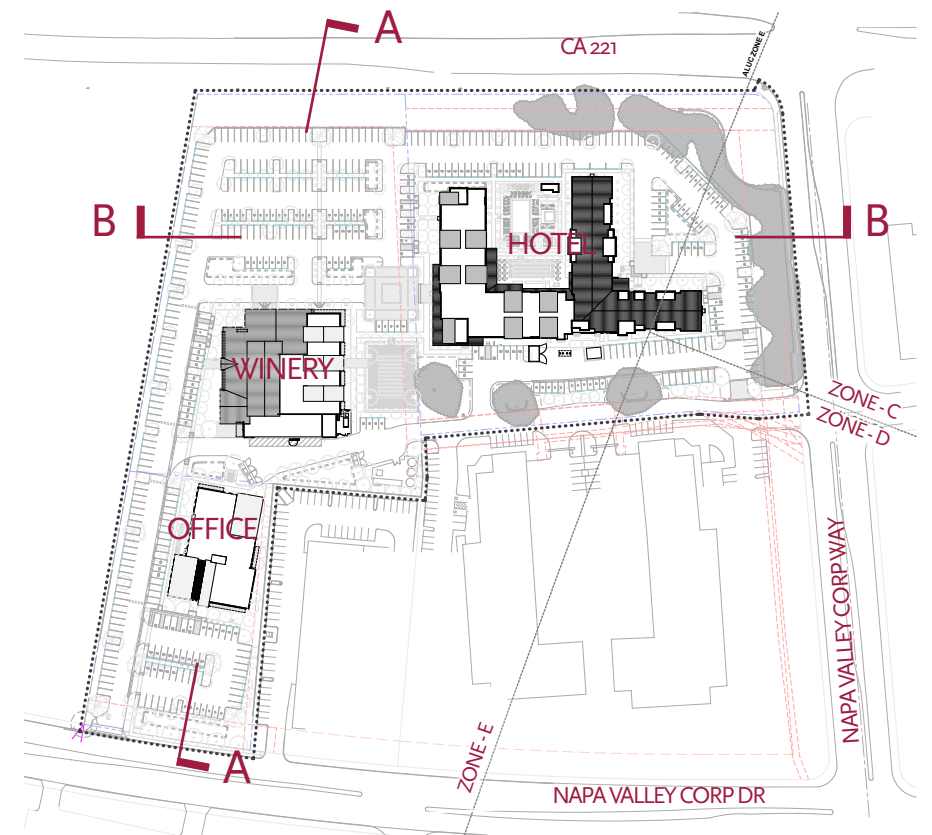 A
CA 221
ALUC ZONE E
B
HOTEL
B
WINERY
ZONE - C
ZONE - D
OFFICE
NAPA VALLEY CORP WAY
ZONE - E
A
NAPA VALLEY CORP DR